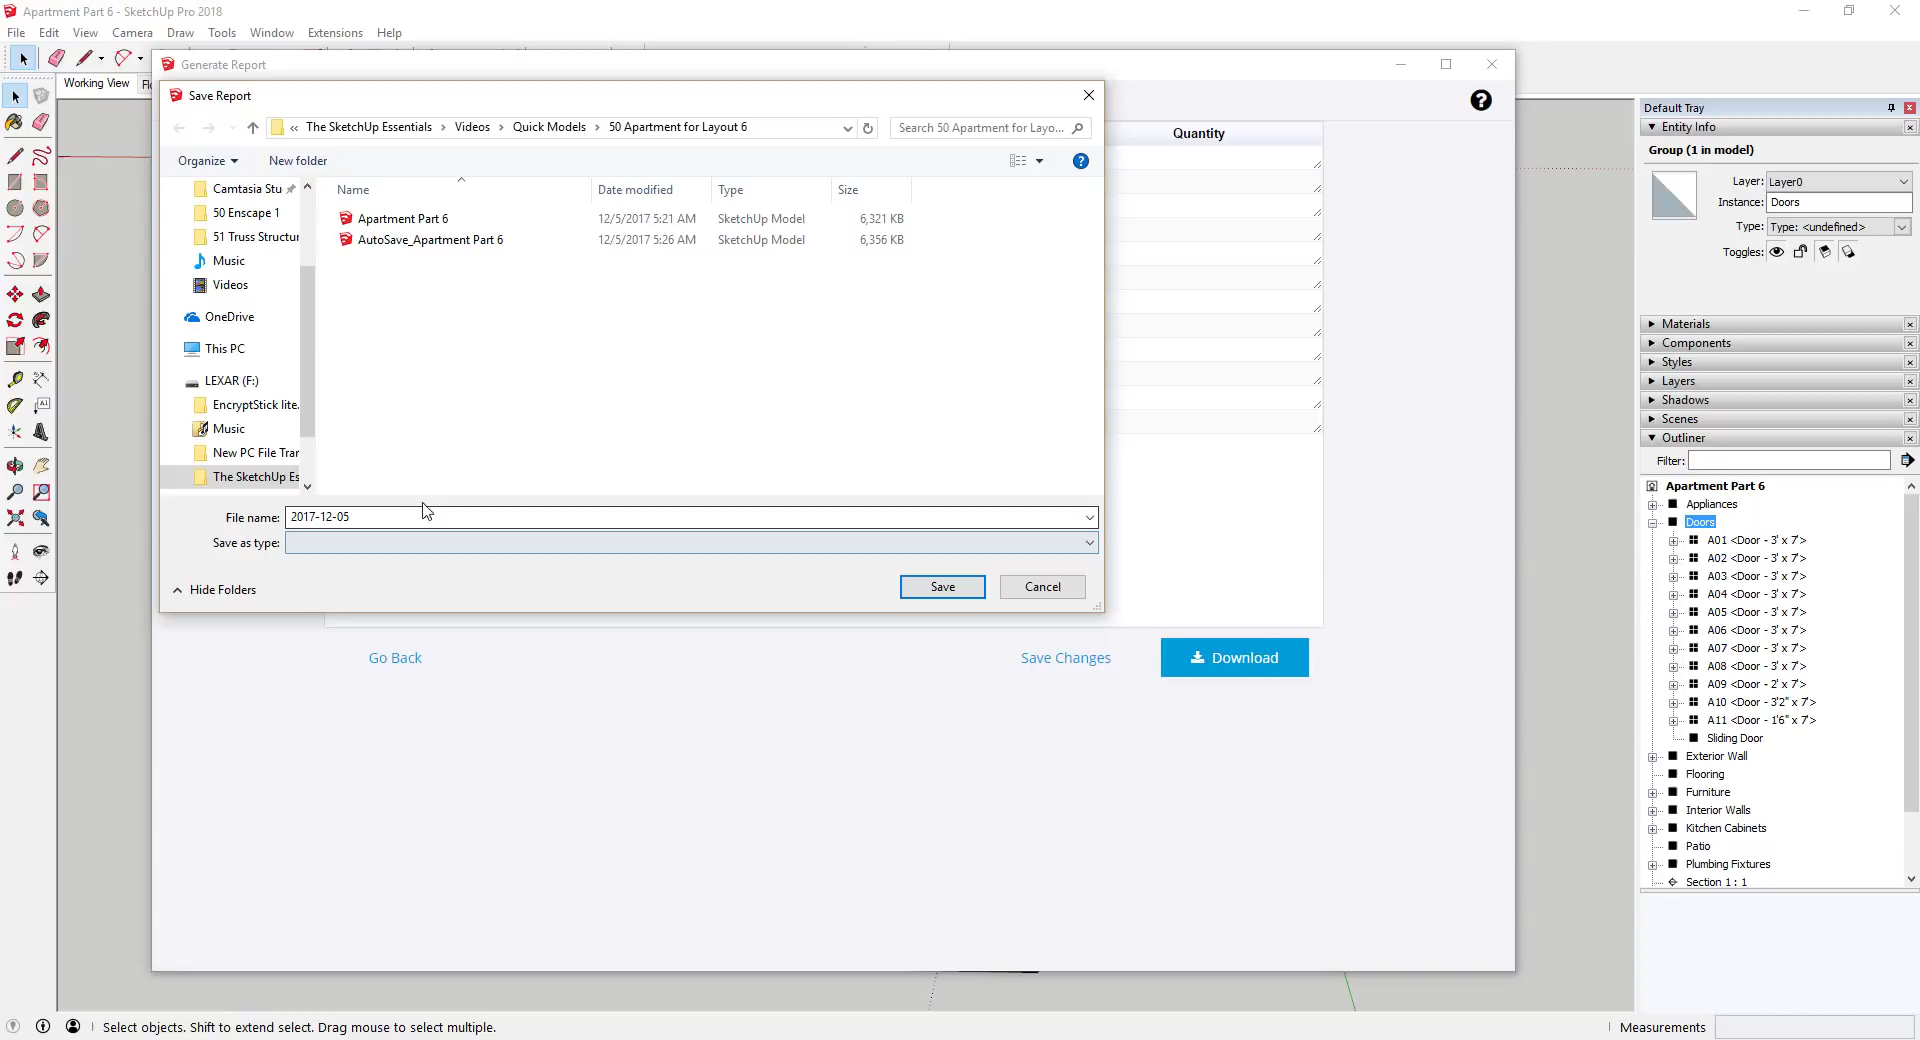 Apartment Part 6 - SketchUp Pro 2018
File Edit View Camera Draw Tools Window Extensions Help
Generate Report
Working View
Save Report
« The SketchUp Essentials > Videos > Quick Models > 50 Apartment for Layout 6
Search 50 Apartment for Layo...
Organize New folder
Name Date modified Type Size
Apartment Part 6 12/5/2017 5:21 AM SketchUp Model 6,321 KB
AutoSave_Apartment Part 6 12/5/2017 5:26 AM SketchUp Model 6,356 KB
Camtasia Stu
50 Enscape 1
51 Truss Structur
Music
Videos
OneDrive
This PC
LEXAR (F:)
EncryptStick lite.
Music
New PC File Trar
The SketchUp Es
File name: 2017-12-05
Save as type:
Hide Folders
Save Cancel
Quantity
Go Back
Save Changes
Download
Default Tray
Entity Info
Group (1 in model)
Layer: Layer0
Instance: Doors
Type: Type: <undefined>
Toggles:
Materials
Components
Styles
Layers
Shadows
Scenes
Outliner
Filter:
Apartment Part 6
Appliances
Doors
A01 <Door - 3' x 7'>
A02 <Door - 3' x 7'>
A03 <Door - 3' x 7'>
A04 <Door - 3' x 7'>
A05 <Door - 3' x 7'>
A06 <Door - 3' x 7'>
A07 <Door - 3' x 7'>
A08 <Door - 3' x 7'>
A09 <Door - 2' x 7'>
A10 <Door - 3'2" x 7'>
A11 <Door - 1'6" x 7'>
Sliding Door
Exterior Wall
Flooring
Furniture
Interior Walls
Kitchen Cabinets
Patio
Plumbing Fixtures
Section 1 : 1
Select objects. Shift to extend select. Drag mouse to select multiple.
Measurements